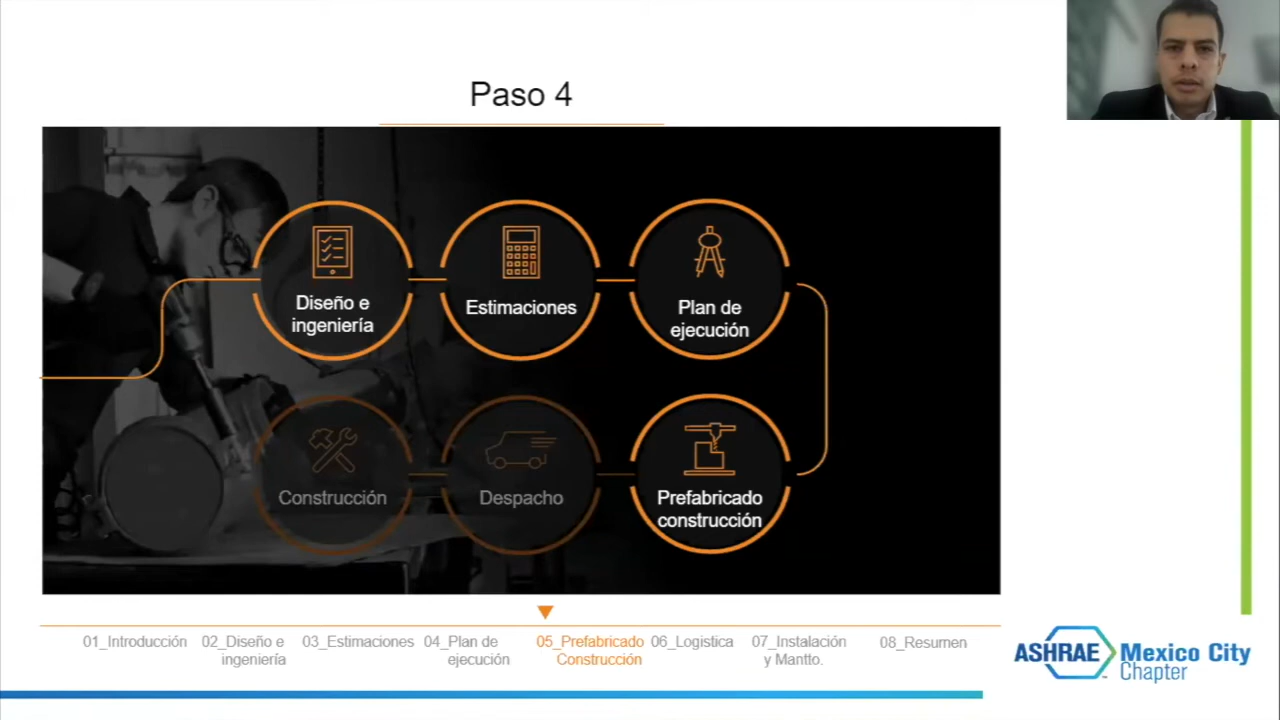 Paso 4
Diseño e
ingeniería
Estimaciones
Plan de
ejecución
Construcción
Despacho
Prefabricado
construcción
01_Introducción
02_Diseño e
ingeniería
03_Estimaciones
04_Plan de
ejecución
05_Prefabricado
Construcción
06_Logistica
07_Instalación
y Mantto.
08_Resumen
ASHRAE Mexico City
Chapter